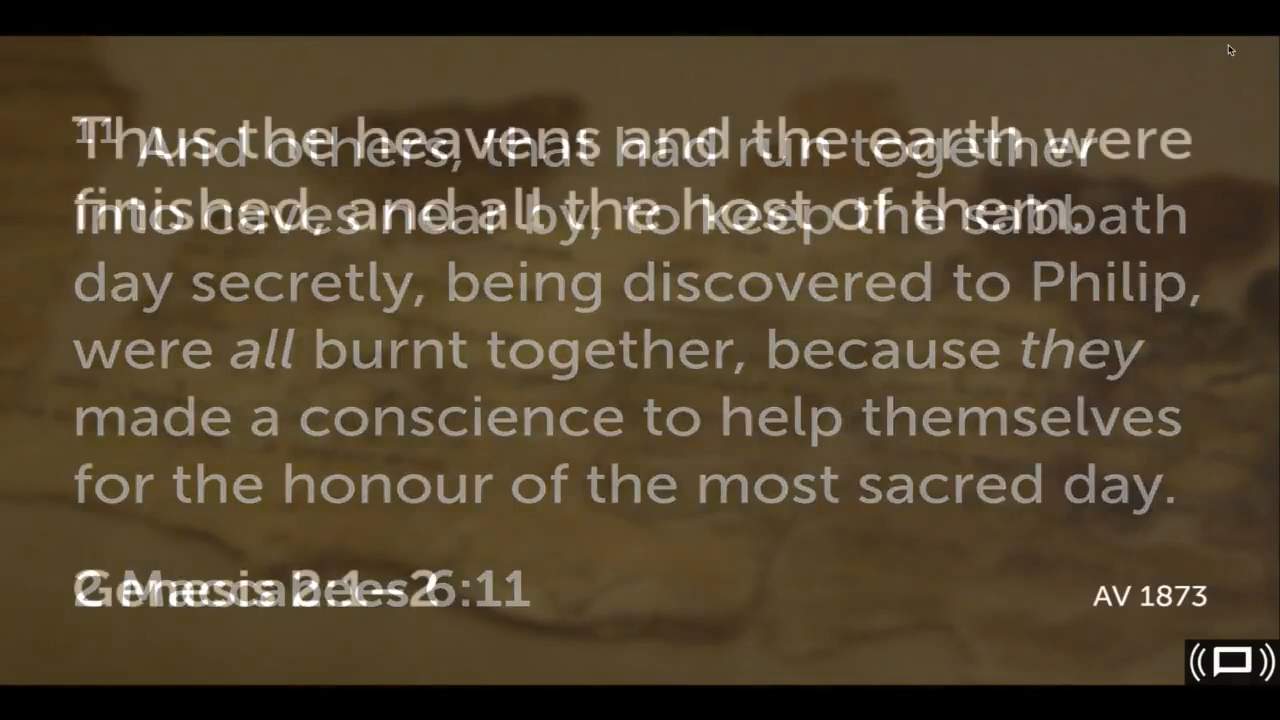 Thus the heavens and the earth were
finished, and all the host of them.
Genesis 2:1–2
11 And others, that had run together
into caves near by, to keep the sabbath
day secretly, being discovered to Philip,
were all burnt together, because they
made a conscience to help themselves
for the honour of the most sacred day.
2 Maccabees 6:11
AV 1873